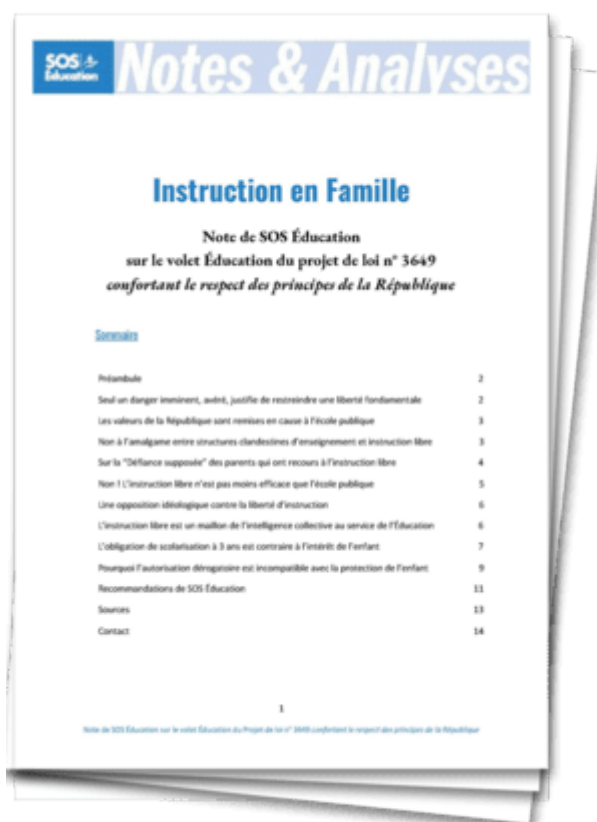 SOS
Éducation
Notes & Analyses
Instruction en Famille
Note de SOS Éducation
sur le volet Éducation du projet de loi n° 3649
confortant le respect des principes de la République
Sommaire
Préambule 2
Seul un danger imminent, avéré, justifie de restreindre une liberté fondamentale 2
Les valeurs de la République sont remises en cause à l'école publique 3
Non à l'amalgame entre structures clandestines d'enseignement et instruction libre 3
Sur la "Défiance supposée" des parents qui ont recours à l'instruction libre 4
Non ! L'instruction libre n'est pas moins efficace que l'école publique 5
Une opposition idéologique contre la liberté d'instruction 6
L'instruction libre est un maillon de l'intelligence collective au service de l'Éducation 6
L'obligation de scolarisation à 3 ans est contraire à l'intérêt de l'enfant 7
Pourquoi l'autorisation dérogatoire est incompatible avec la protection de l'enfant 9
Recommandations de SOS Éducation 11
Sources 13
Contact 14
1
Note de SOS Éducation sur le volet Éducation du Projet de loi n° 3649 confortant le respect des principes de la République